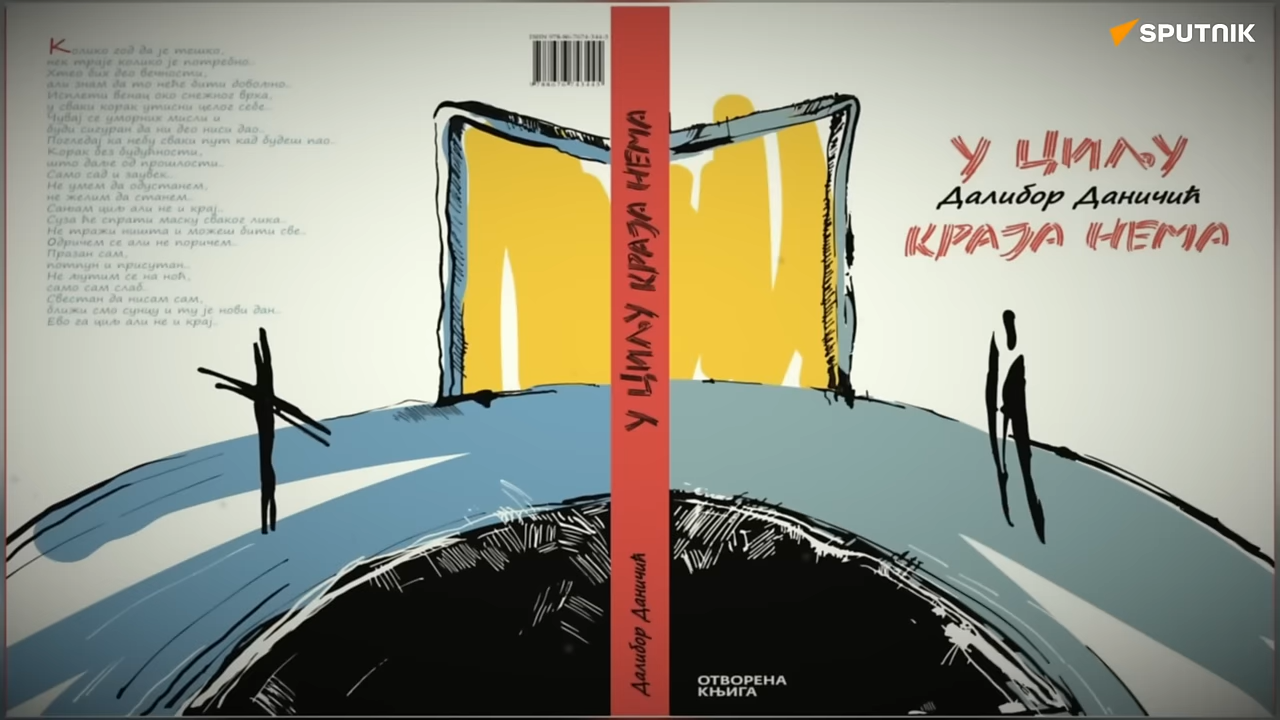 Колико год да је тешко,
нек траје колико је потребно..
Хтео бих део вечности,
али знам да то неће бити довољно..
Исплети венац око снежног врха,
у сваки корак утисни целог себе..
Чувај се уморних мисли и
буди сигуран да ни део ниси дао..
Погледај ка небу сваки пут кад будеш пао..
Корак без будућности,
што даље од прошлости..
Само сад и заувек..
Не умем да одустанем,
не желим да станем..
Сањам циљ али не и крај..
Суза ће спрати маску сваког лика..
Не тражи ништа и можеш бити све..
Одричем се али не поричем..
Празан сам,
потпун и присутан..
Не љутим се на ноћ,
само сам слаб..
Свестан да нисам сам,
ближи смо сунцу и ту је нови дан..
Ево га циљ али не и крај..
У ЦИЉУ КРАЈА НЕМА
Далибор Даничић
SPUTNIK
У ЦИЉУ
Далибор Даничић
КРАЈА НЕМА
ОТВОРЕНА
КЊИГА